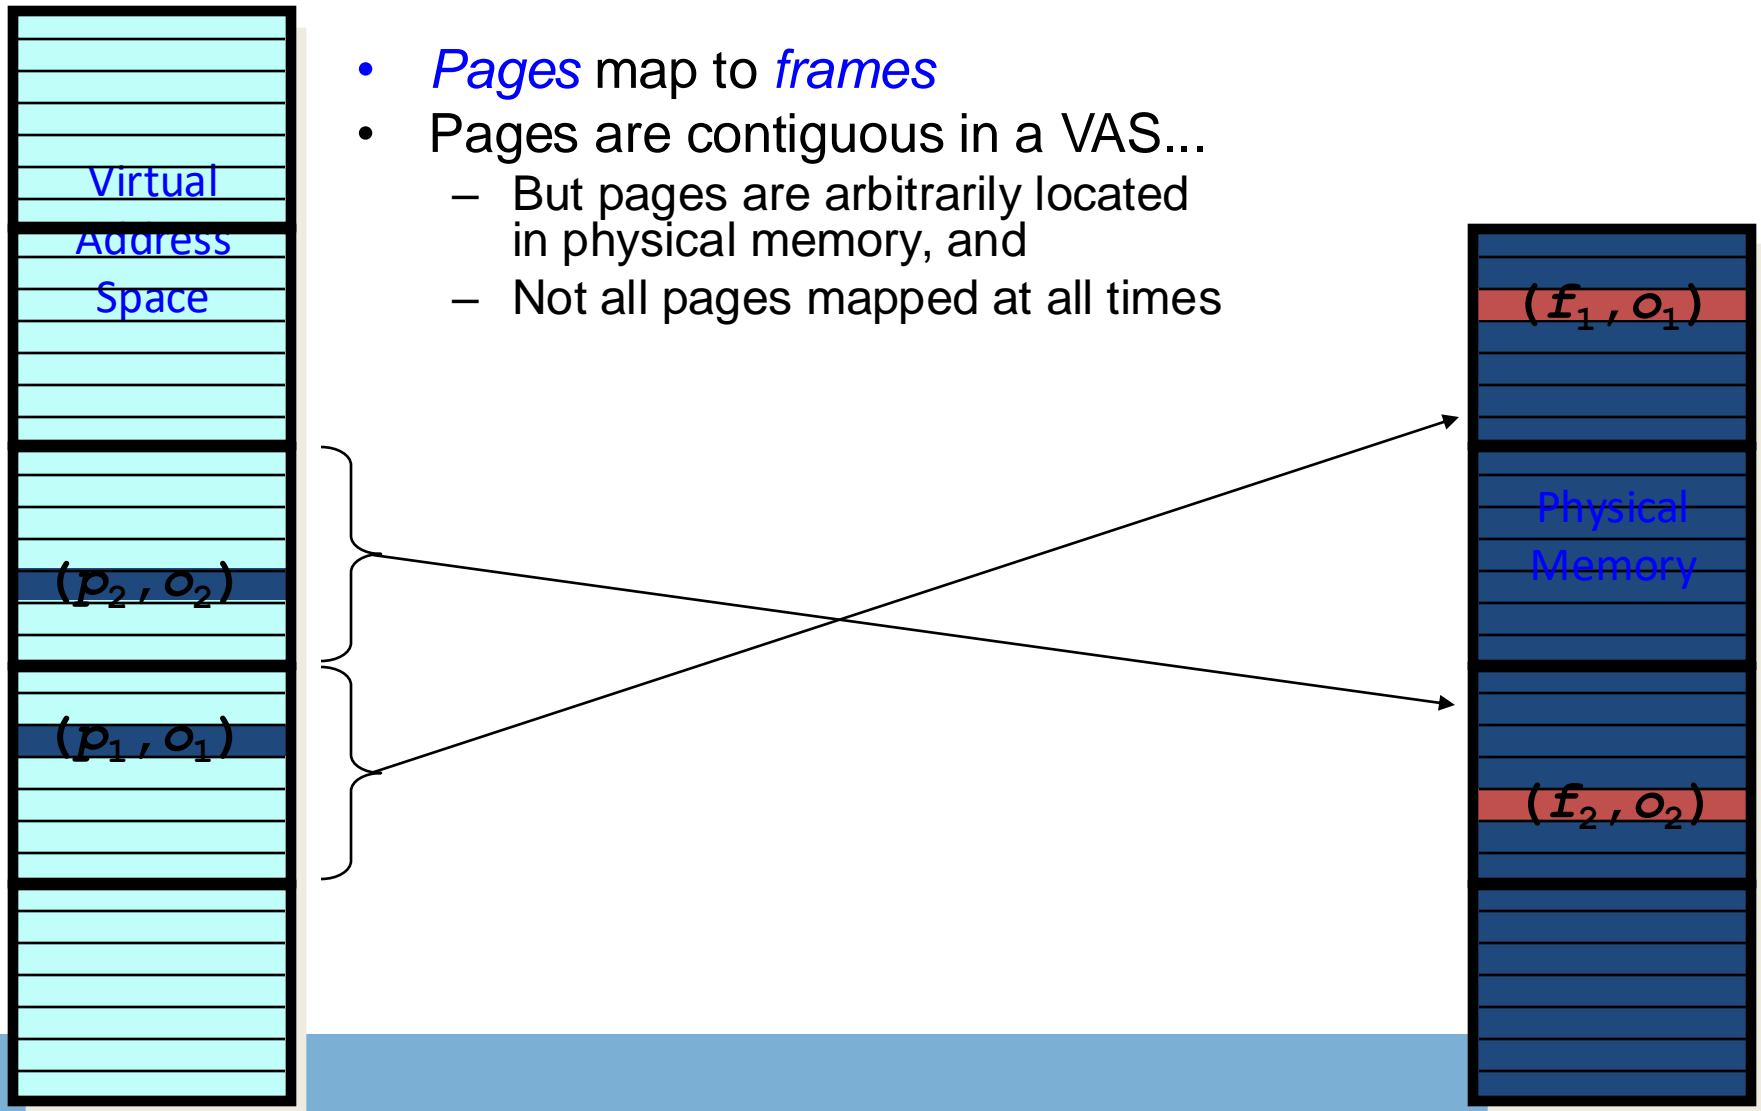 • Pages map to frames
• Pages are contiguous in a VAS...
– But pages are arbitrarily located
in physical memory, and
– Not all pages mapped at all times
Virtual
Address
Space
(p₂,o₂)
(p₁,o₁)
(f₁,o₁)
Physical
Memory
(f₂,o₂)